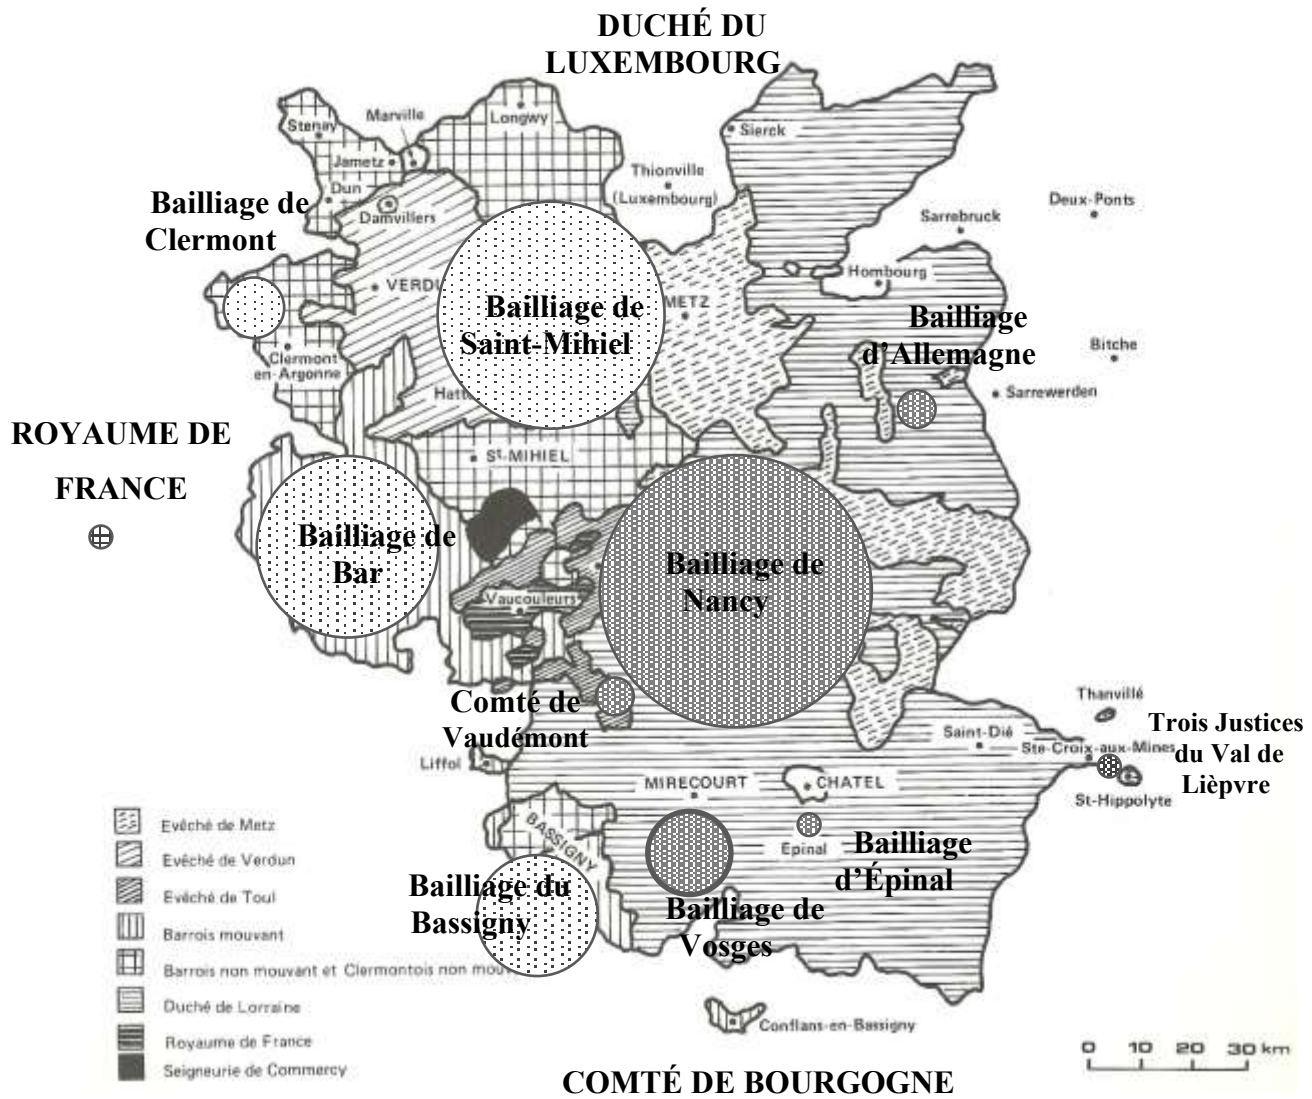 DUCHÉ DU
LUXEMBOURG
Stenay
Marville
Longwy
Jametz
Dun
Damvillers
Sierck
Thionville
(Luxembourg)
Deux-Ponts
Sarrebruck
Bailliage de
Clermont
VERDU
Hombourg
METZ
Bailliage de
Saint-Mihiel
Bailliage
d’Allemagne
Bitche
Clermont
en-Argonne
Hatto
Sarrewerden
ROYAUME DE
FRANCE
St-MIHIEL
Bailliage de
Bar
Bailliage de
Nancy
Vaucouleurs
Comté de
Vaudémont
Thanvillé
Saint-Dié
Ste-Croix-aux-Mines
Trois Justices
du Val de
Lièpvre
St-Hippolyte
Liffol
MIRECOURT
CHATEL
BASSIGNY
Épinal
Bailliage
d’Épinal
Bailliage du
Bassigny
Bailliage de
Vosges
Conflans-en-Bassigny
Evêché de Metz
Evêché de Verdun
Evêché de Toul
Barrois mouvant
Barrois non mouvant et Clermontois non mouv
Duché de Lorraine
Royaume de France
Seigneurie de Commercy
0 10 20 30 km
COMTÉ DE BOURGOGNE